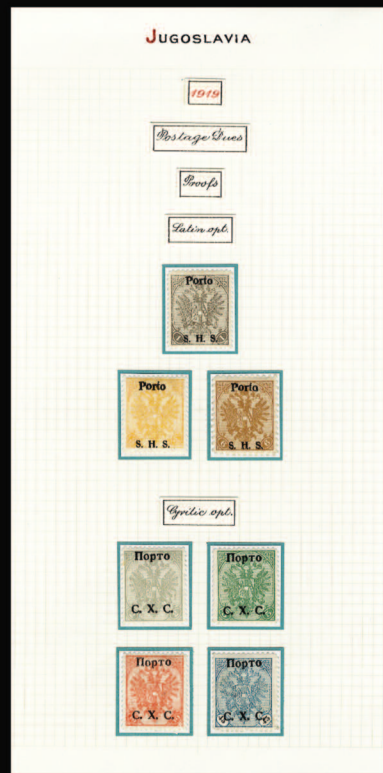 JUGOSLAVIA
1919
Postage Dues
Proofs
Latin opt.
Porto
S. H. S.
Porto
S. H. S.
Porto
S. H. S.
Cyrilic opt.
Порто
С. Х. С.
Порто
С. Х. С.
Порто
С. Х. С.
Порто
С. Х. С.